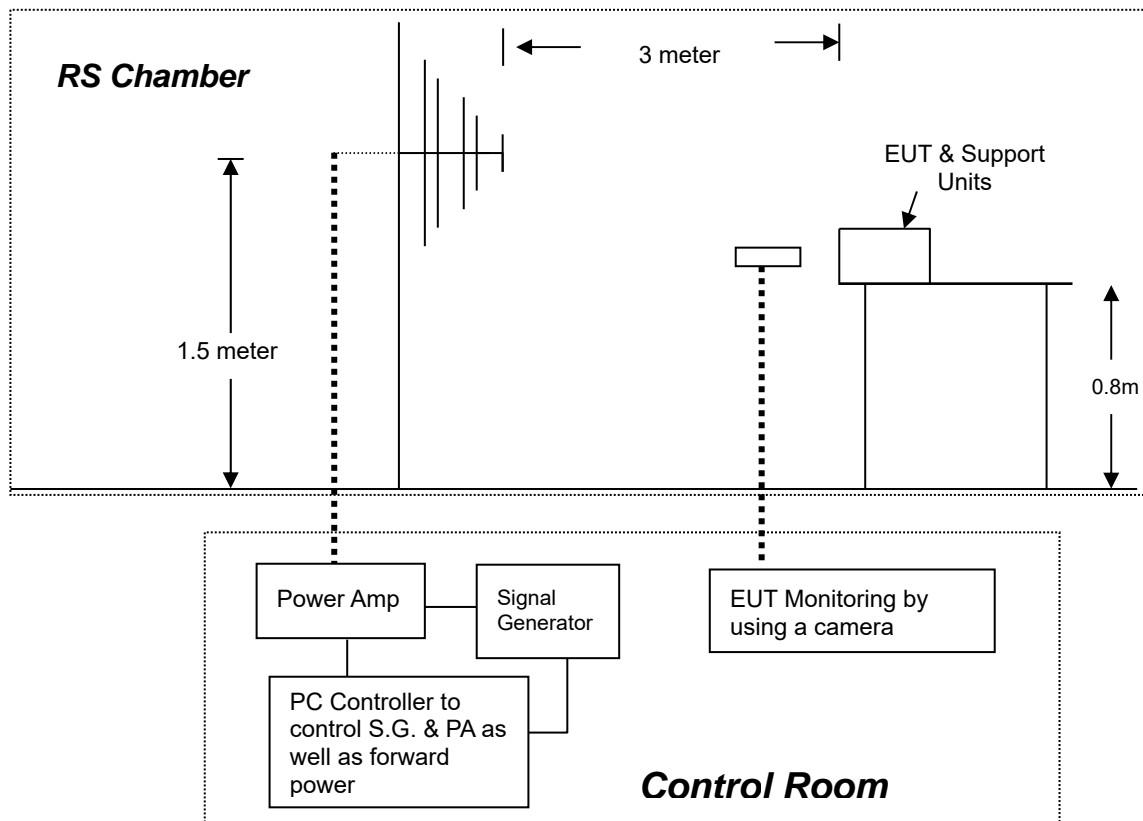 3 meter
RS Chamber
EUT & Support
Units
1.5 meter
0.8m
Power Amp
Signal
Generator
EUT Monitoring by
using a camera
PC Controller to
control S.G. & PA as
well as forward
power
Control Room